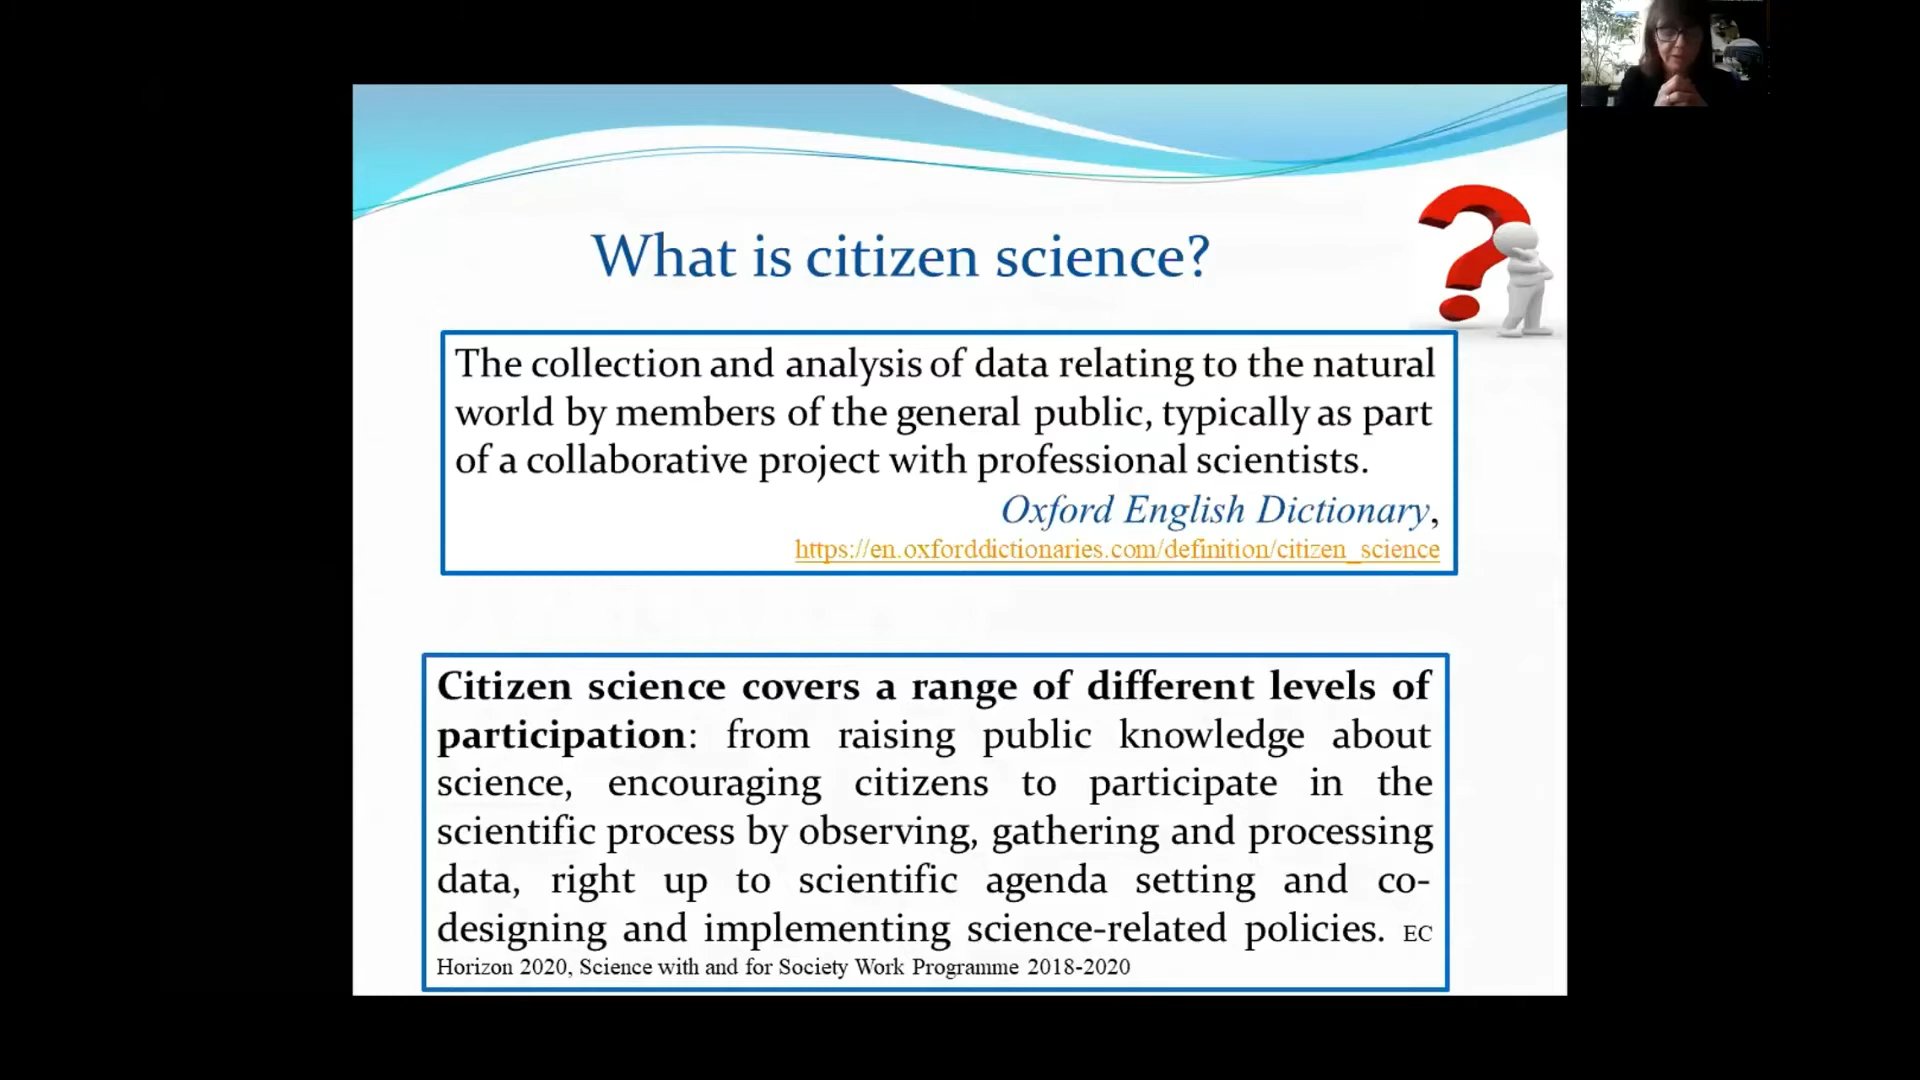 What is citizen science?
The collection and analysis of data relating to the natural
world by members of the general public, typically as part
of a collaborative project with professional scientists.
Oxford English Dictionary,
https://en.oxforddictionaries.com/definition/citizen_science
Citizen science covers a range of different levels of
participation: from raising public knowledge about
science, encouraging citizens to participate in the
scientific process by observing, gathering and processing
data, right up to scientific agenda setting and co-
designing and implementing science-related policies. EC
Horizon 2020, Science with and for Society Work Programme 2018-2020